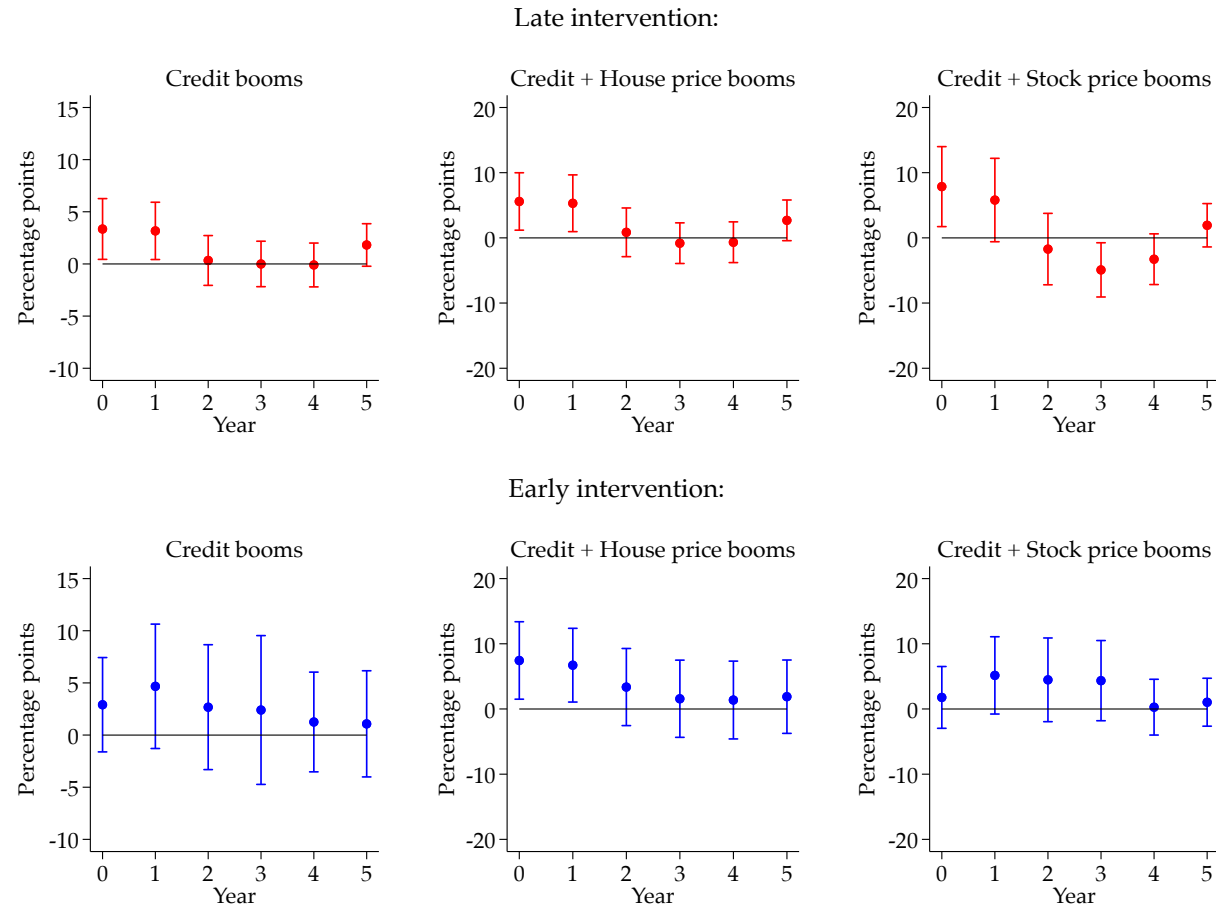 Late intervention:
Credit booms
15
10
5
0
-5
-10
Percentage points
0 1 2 3 4 5
Year
Credit + House price booms
20
10
0
-10
-20
Percentage points
0 1 2 3 4 5
Year
Credit + Stock price booms
20
10
0
-10
-20
Percentage points
0 1 2 3 4 5
Year
Early intervention:
Credit booms
15
10
5
0
-5
-10
Percentage points
0 1 2 3 4 5
Year
Credit + House price booms
20
10
0
-10
-20
Percentage points
0 1 2 3 4 5
Year
Credit + Stock price booms
20
10
0
-10
-20
Percentage points
0 1 2 3 4 5
Year